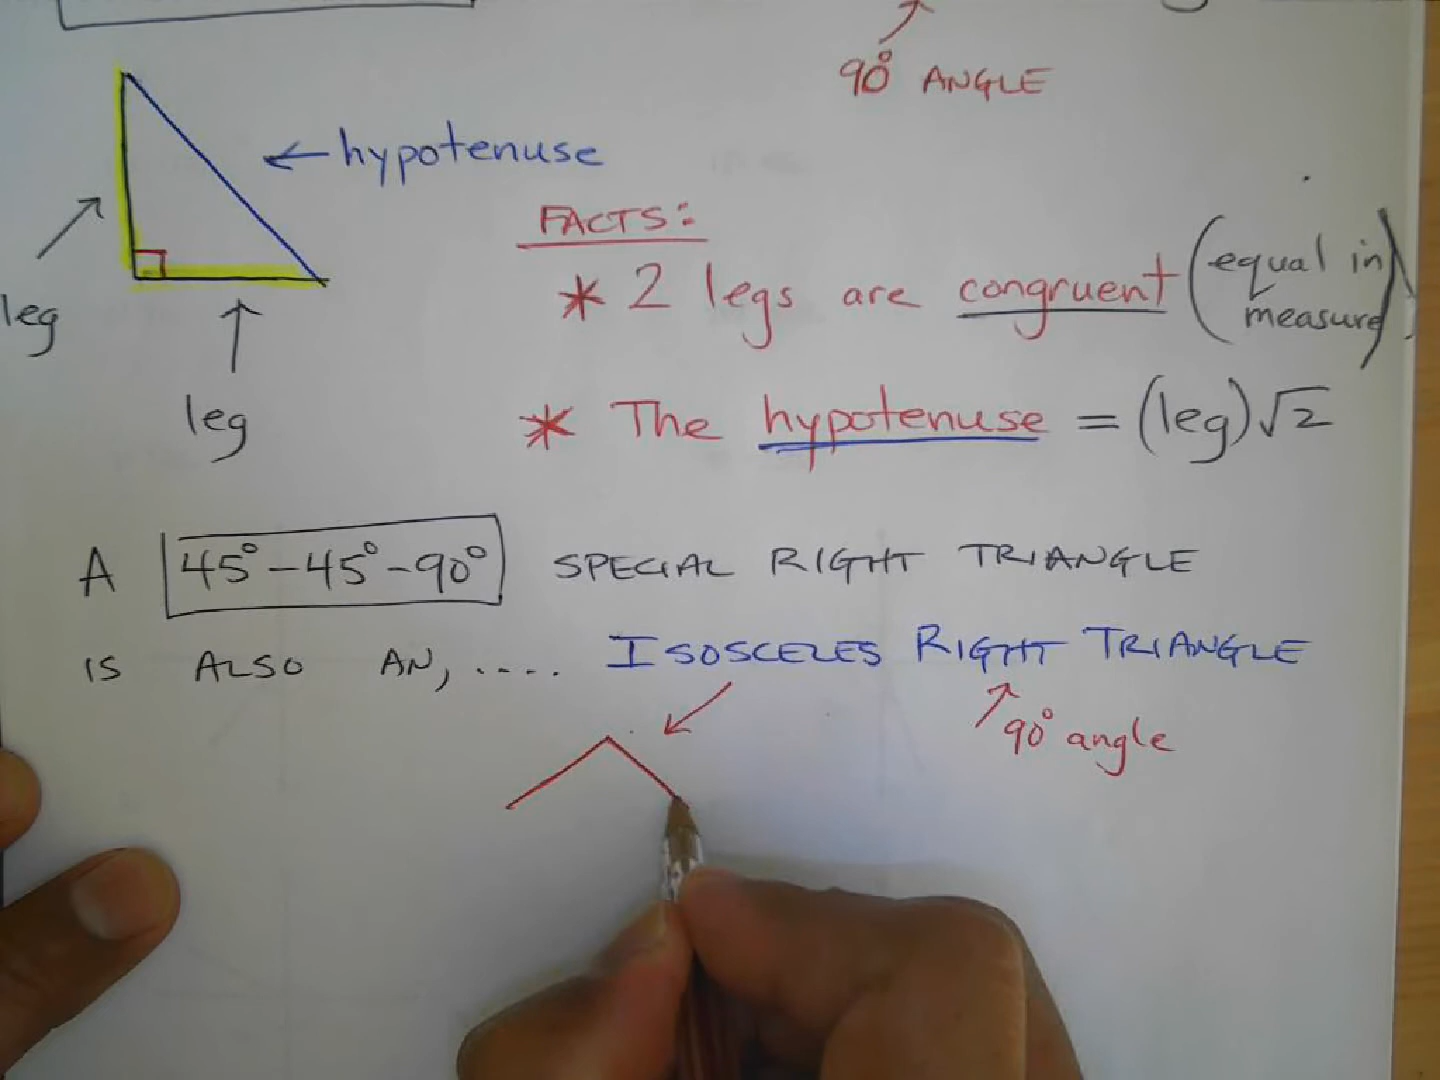 90° ANGLE
← hypotenuse
leg
leg
FACTS:
* 2 legs are congruent (equal in measure)
* The hypotenuse = (leg)√2
A 45°-45°-90° SPECIAL RIGHT TRIANGLE
IS ALSO AN, .... ISOSCELES RIGHT TRIANGLE
90° angle